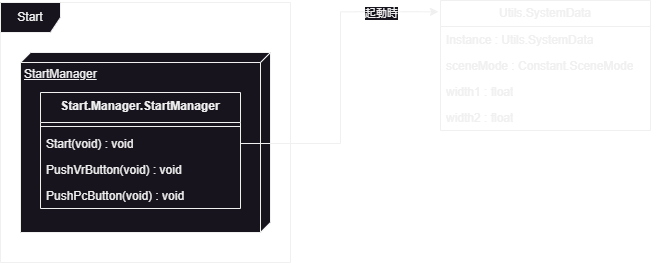 Start
起動時
Utils.SystemData
instance : Utils.SystemData
sceneMode : Constant.SceneMode
width1 : float
width2 : float
StartManager
Start.Manager.StartManager
Start(void) : void
PushVrButton(void) : void
PushPcButton(void) : void